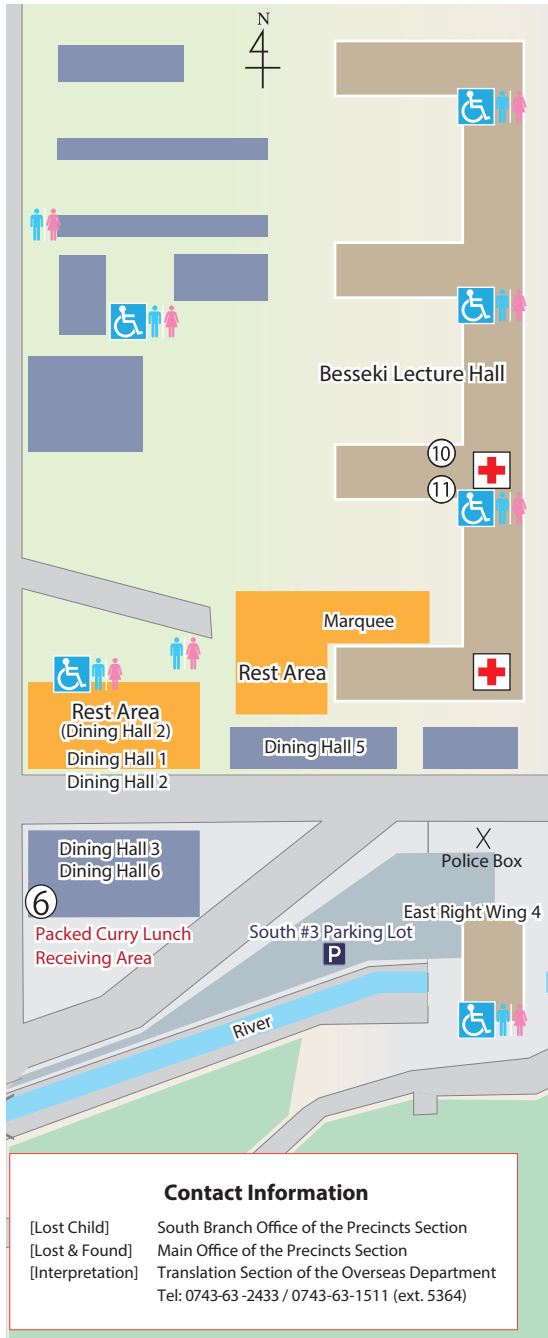 N
Besseki Lecture Hall
10
11
Marquee
Rest Area
Rest Area
(Dining Hall 2)
Dining Hall 1
Dining Hall 2
Dining Hall 5
Dining Hall 3
Dining Hall 6
6
Packed Curry Lunch
Receiving Area
Police Box
East Right Wing 4
South #3 Parking Lot
P
River
Contact Information
[Lost Child] South Branch Office of the Precincts Section
[Lost & Found] Main Office of the Precincts Section
[Interpretation] Translation Section of the Overseas Department
Tel: 0743-63 -2433 / 0743-63-1511 (ext. 5364)